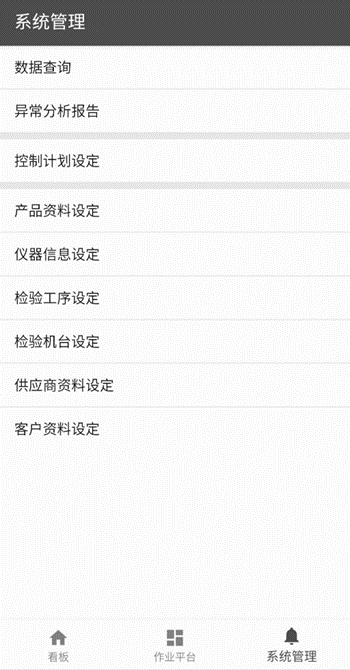 系统管理
数据查询
异常分析报告
控制计划设定
产品资料设定
仪器信息设定
检验工序设定
检验机台设定
供应商资料设定
客户资料设定
看板
作业平台
系统管理